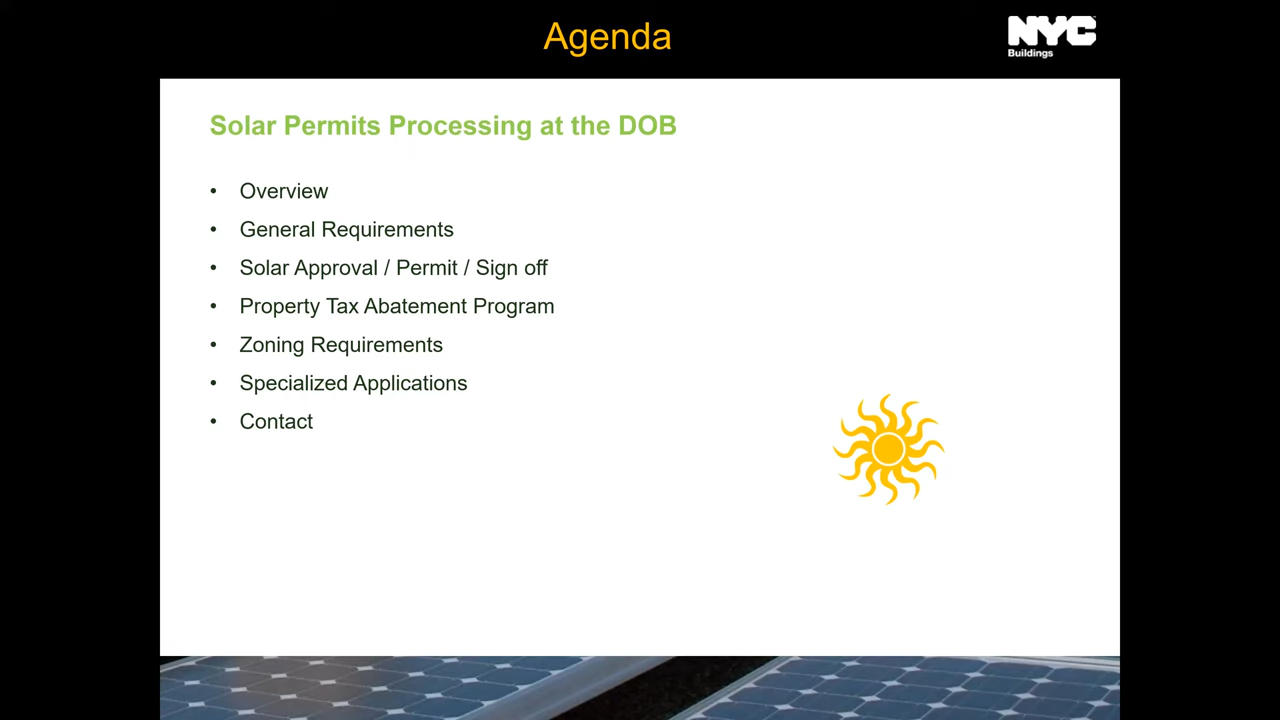 Agenda
NYC
Buildings
Solar Permits Processing at the DOB
• Overview
• General Requirements
• Solar Approval / Permit / Sign off
• Property Tax Abatement Program
• Zoning Requirements
• Specialized Applications
• Contact